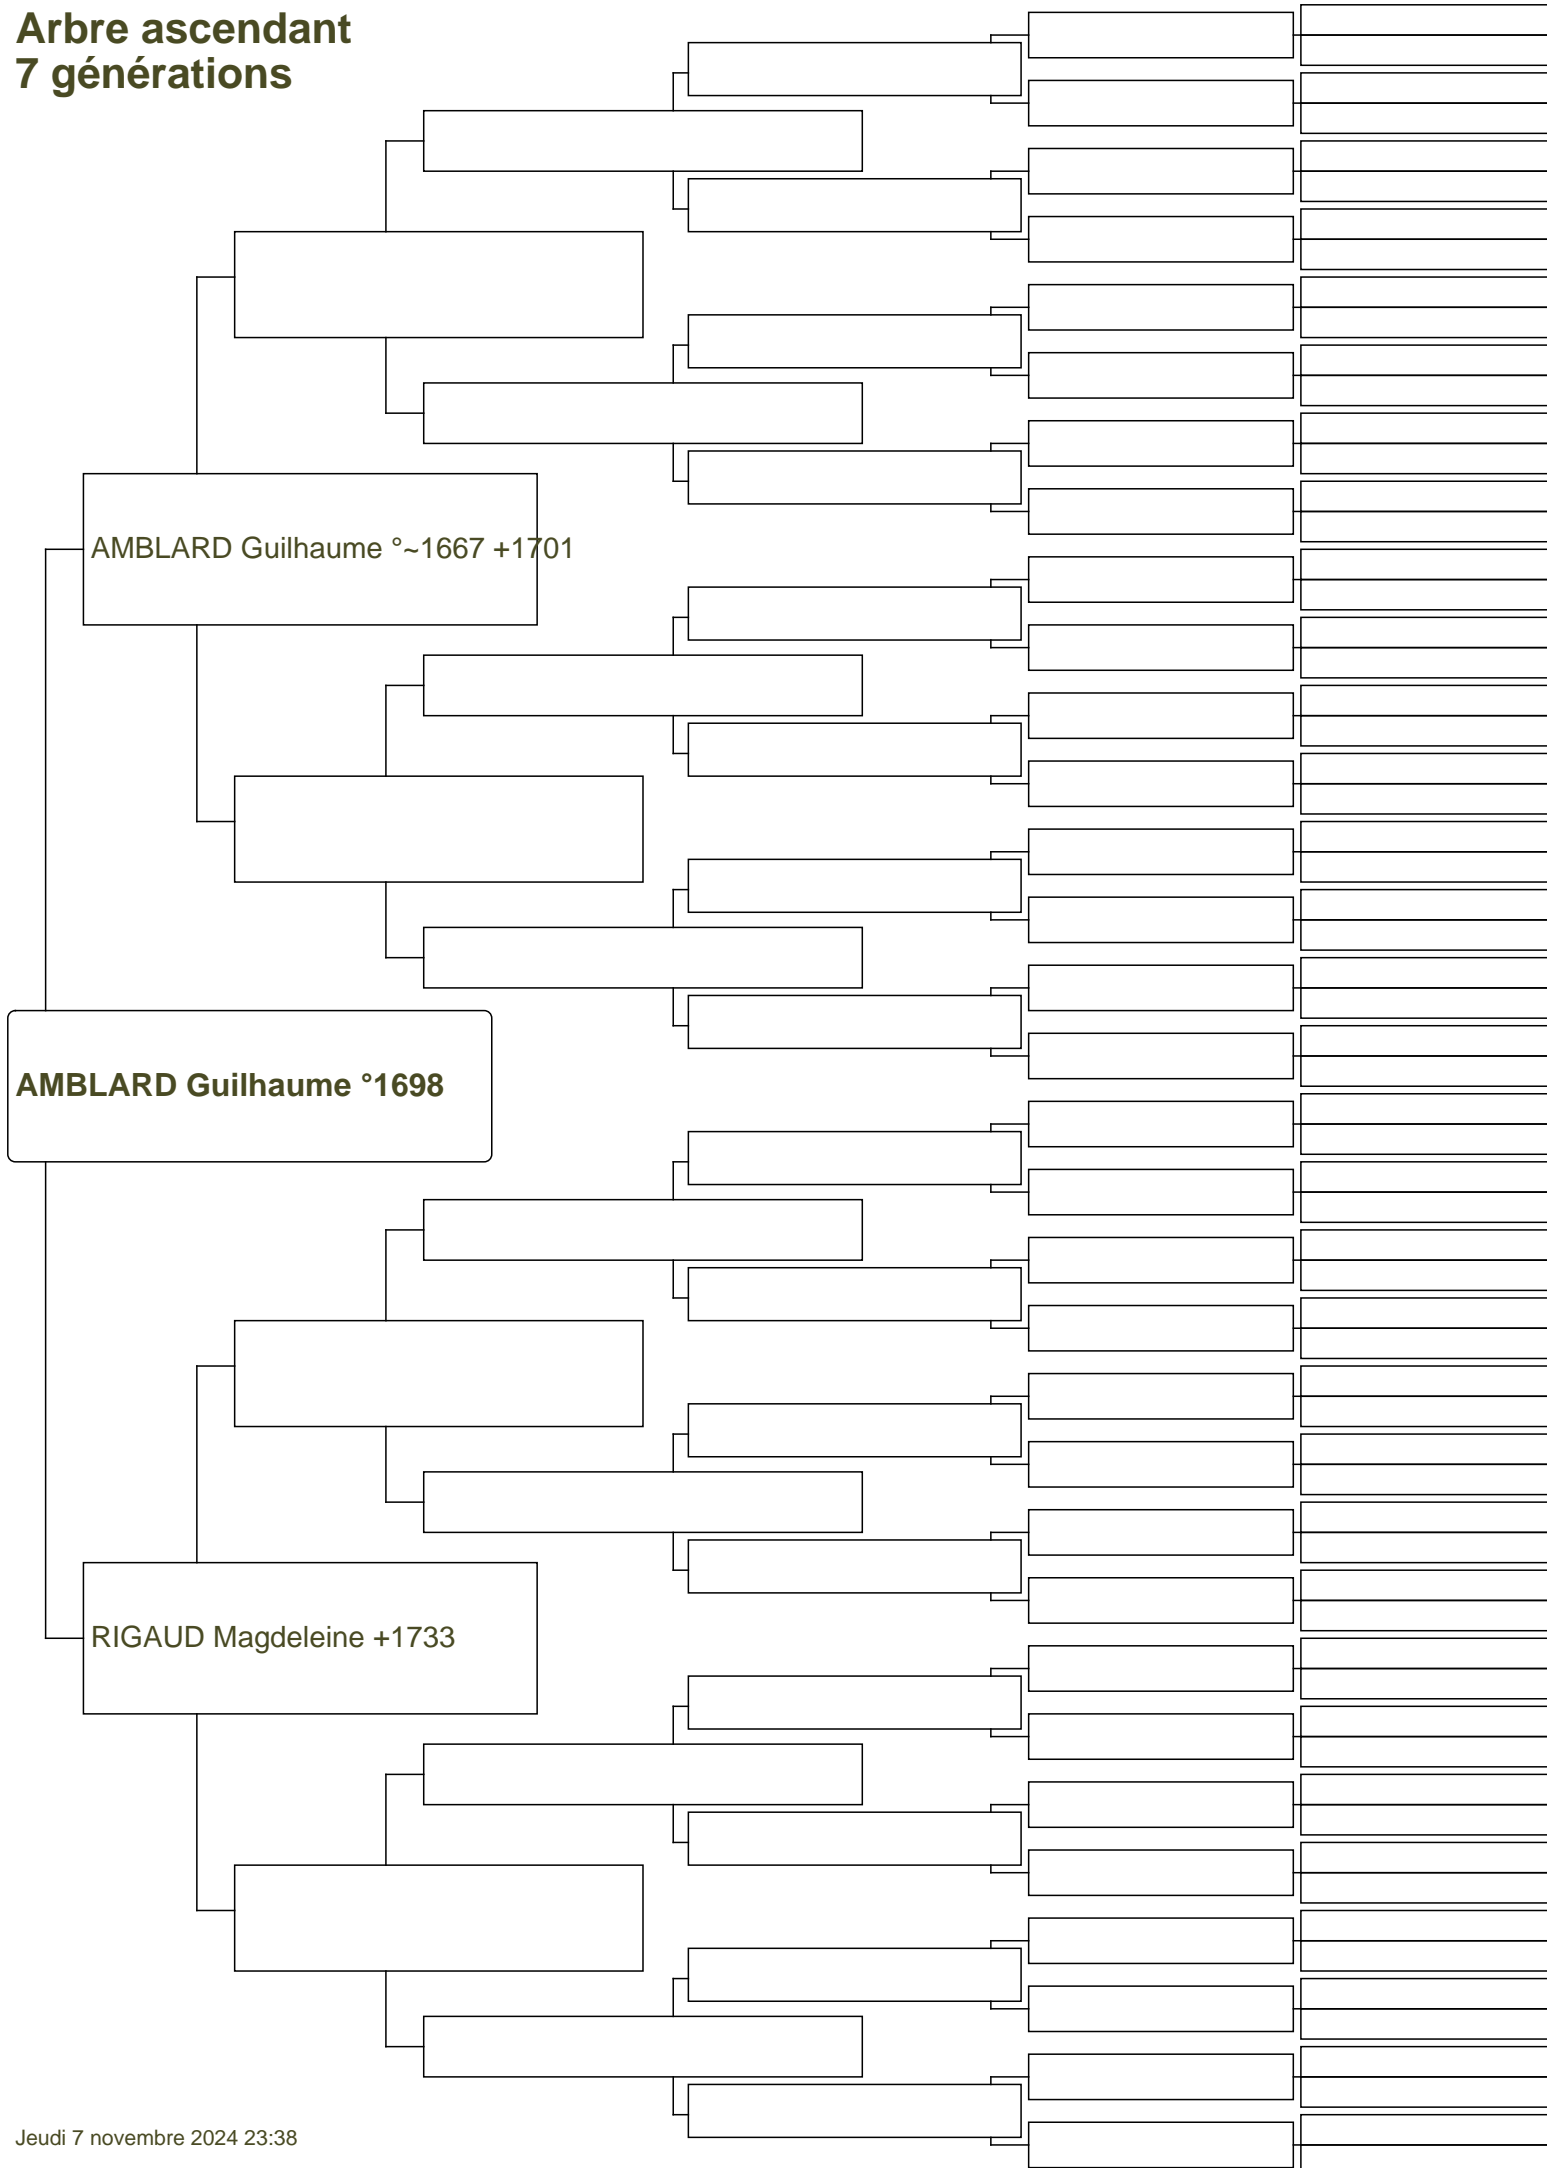 Arbre ascendant
7 générations
AMBLARD Guilhaume °~1667 +1701
AMBLARD Guilhaume °1698
RIGAUD Magdeleine +1733
Jeudi 7 novembre 2024 23:38